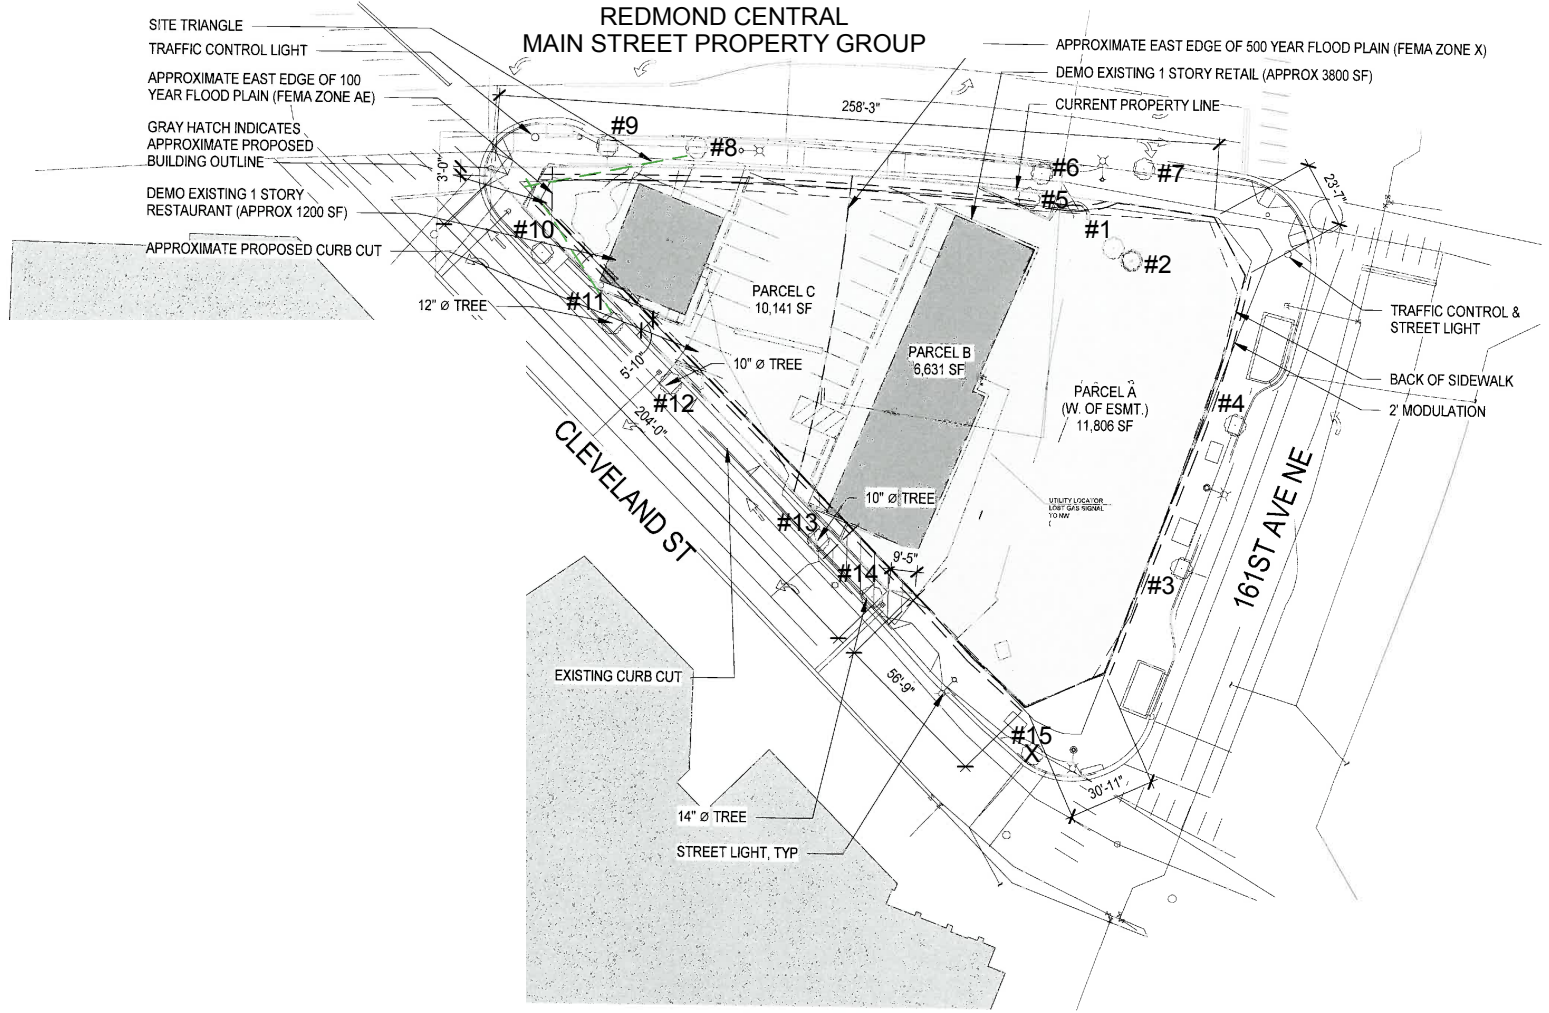 REDMOND CENTRAL
MAIN STREET PROPERTY GROUP
SITE TRIANGLE
TRAFFIC CONTROL LIGHT
APPROXIMATE EAST EDGE OF 100
YEAR FLOOD PLAIN (FEMA ZONE AE)
GRAY HATCH INDICATES
APPROXIMATE PROPOSED
BUILDING OUTLINE
DEMO EXISTING 1 STORY
RESTAURANT (APPROX 1200 SF)
APPROXIMATE PROPOSED CURB CUT
12" Ø TREE
APPROXIMATE EAST EDGE OF 500 YEAR FLOOD PLAIN (FEMA ZONE X)
DEMO EXISTING 1 STORY RETAIL (APPROX 3800 SF)
CURRENT PROPERTY LINE
258'-3"
3'-0"
23'-7"
#9
#8
#6
#7
#5
#1
#2
#10
#11
#12
#4
#3
#13
#14
#15
X
PARCEL C
10,141 SF
PARCEL B
6,631 SF
PARCEL A
(W. OF ESMT.)
11,806 SF
10" Ø TREE
5'-10"
204'-0"
CLEVELAND ST
10" Ø TREE
9'-5"
UTILITY LOCATOR
LOST GAS SIGNAL
TO NW
TRAFFIC CONTROL &
STREET LIGHT
BACK OF SIDEWALK
2' MODULATION
161ST AVE NE
EXISTING CURB CUT
56'-9"
30'-11"
14" Ø TREE
STREET LIGHT, TYP